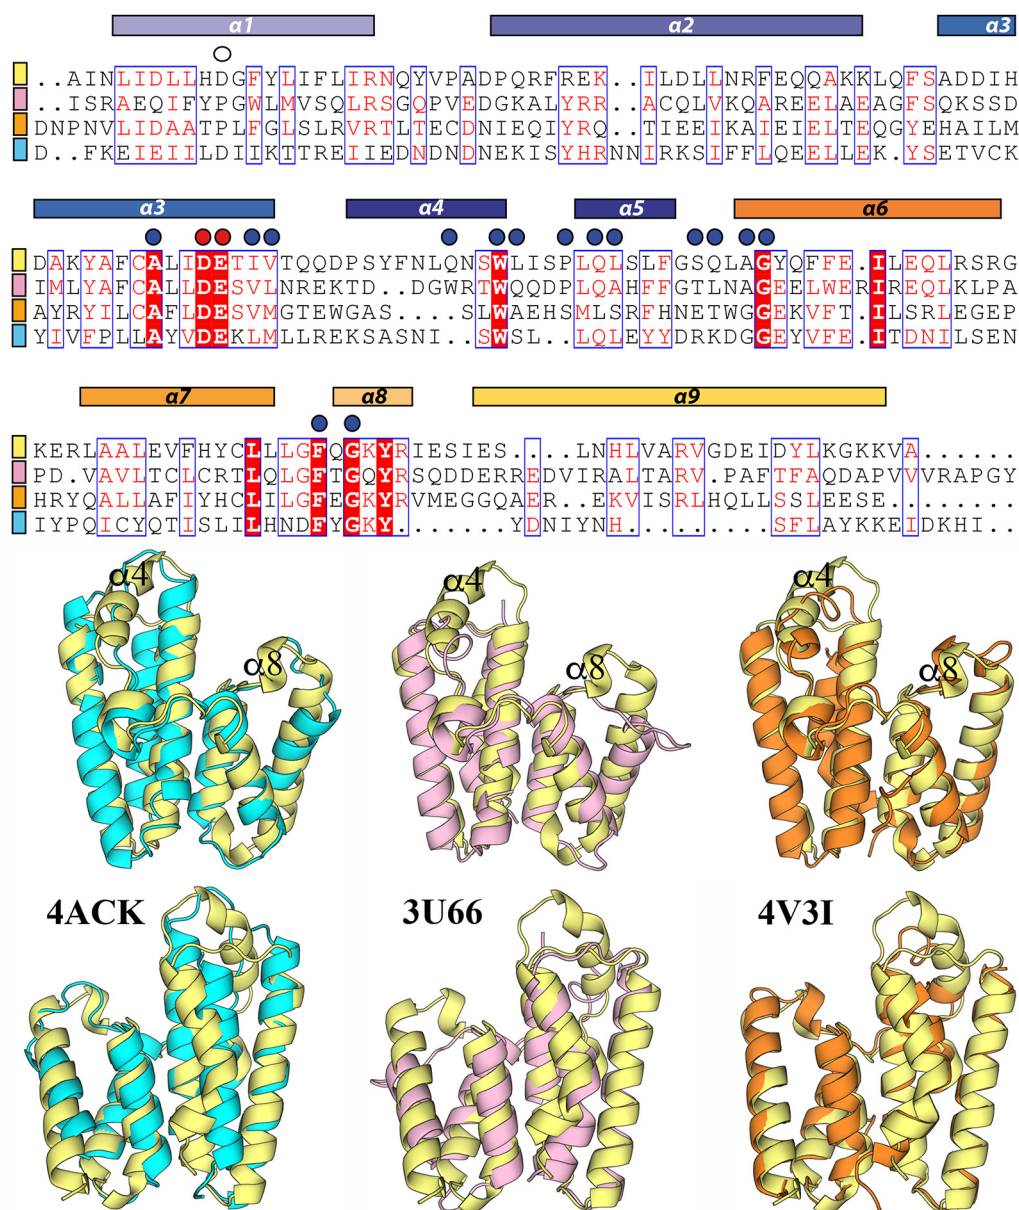 α1 α2 α3
..AINLIDLLHDGFYLIFLIRNQYVPADPQRFREK..ILDLLNRFEQQAKKLQFSADDIH
..ISRAEQIFYPGWLMVSQLRSGQPVEDGKALYRR..ACQLVKQAREELAEAGFSQKSSD
DNPNVLIDAATPLFGLSLRVRTLTECDNIEQIYRQ..TIEEIKAIEIELTEQGYEHAILM
D..FKEIEIEIILDIIKTTREIIEDNDNDNEKISYHRNNIRKSIFFLQEELLEK.YSETVCK
α3 α4 α5 α6
DAKYAFCALIDETIVTQQDPSYFNLQNSWLISPLQLSLFGSQLAGYQFFE.ILEQLRSRG
IMLYAFCALLDESVLNREKTD..DGWRTWQQDPLQAHFFGTLNAGEELWERIREQLKLPA
AYRYILCAFLDESVMGTEWGAS....SLWAEHSMLSRFHNETWGGEKVFT.ILSRLEGEP
YIVFPLLAYVDEKLMLLREKSASNI..SWSL..LQLEYYDRKDGGEYVFE.ITDNILSEN
α7 α8 α9
KERLAALEVFHYCLLLGFQGKYRIESIES....LNHLVARVGDEIDYLKGKKVA......
PD.VAVLTCLCRTLQLGFTGQYRSQDDERREDVIRALTARV.PAFTFAQDAPVVVRAPGY
HRYQALLAFIYHCLILGFEGKYRVMEGGQAER..EKVISRLHQLLSSLEESE........
IYPQICYQTISLILHNDFYGKY.......YDNIYNH.........SFLAYKKEIDKHI..
α4 α4 α4
α8 α8 α8
4ACK 3U66 4V3I